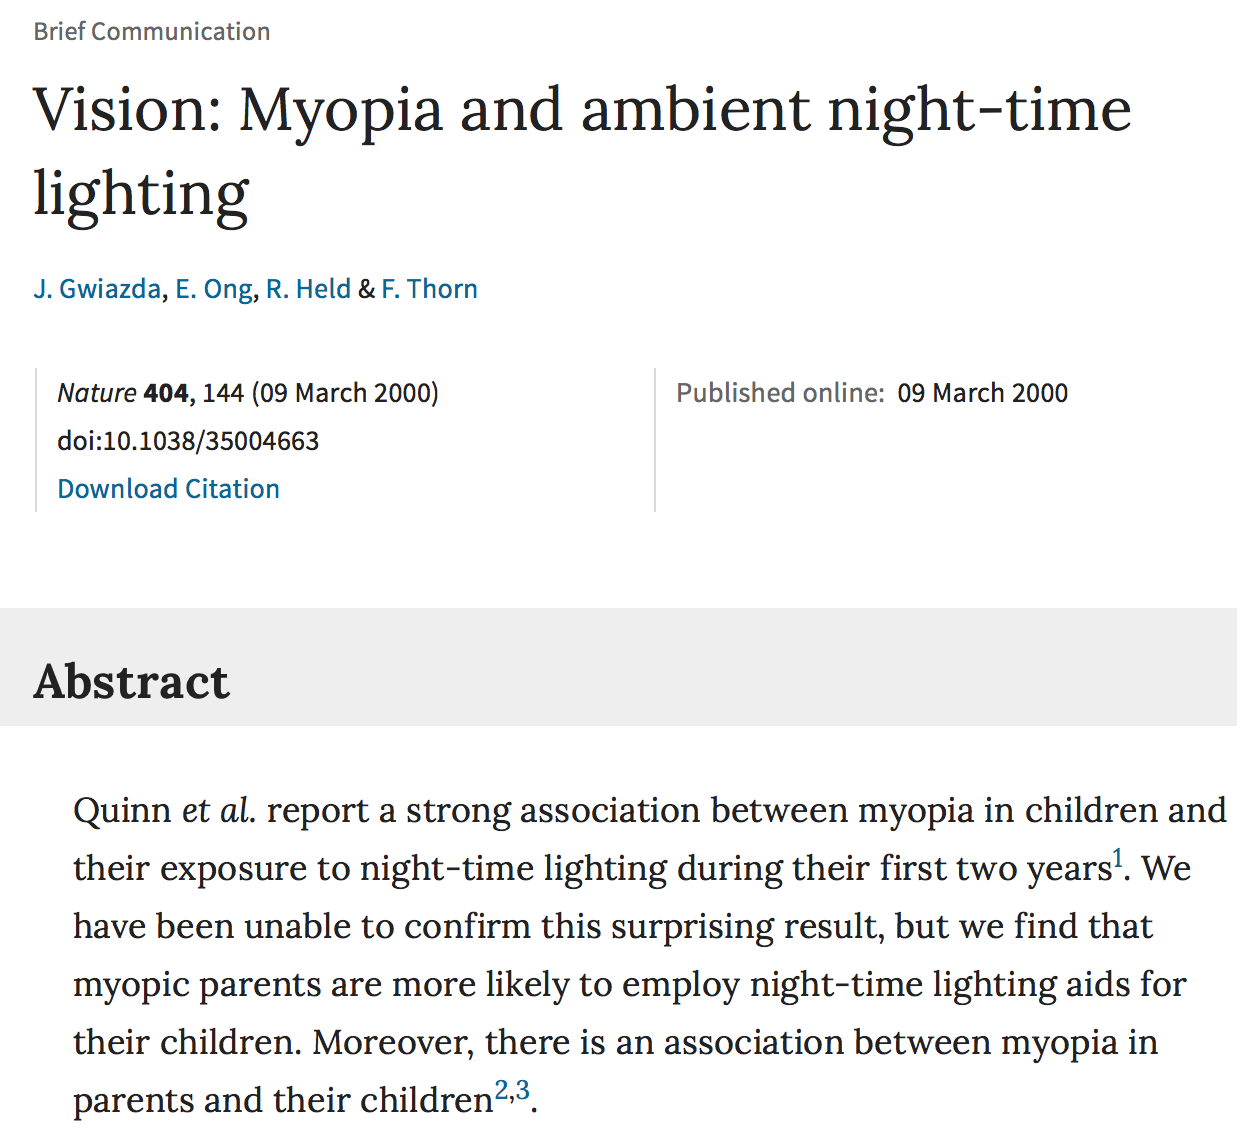 Brief Communication
Vision: Myopia and ambient night-time
lighting
J. Gwiazda, E. Ong, R. Held & F. Thorn
Nature 404, 144 (09 March 2000)
doi:10.1038/35004663
Download Citation
Published online: 09 March 2000
Abstract
Quinn et al. report a strong association between myopia in children and
their exposure to night-time lighting during their first two years1. We
have been unable to confirm this surprising result, but we find that
myopic parents are more likely to employ night-time lighting aids for
their children. Moreover, there is an association between myopia in
parents and their children2,3.